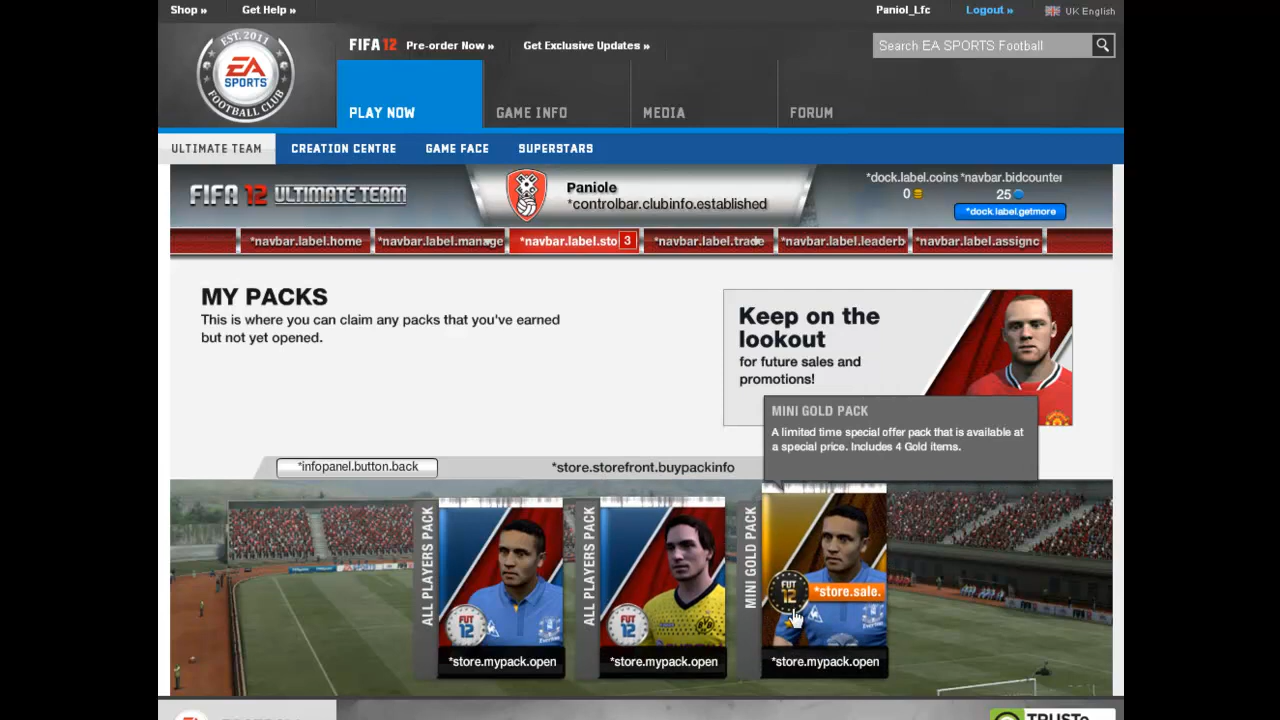 Shop »
Get Help »
Paniol_Lfc
Logout »
UK English
EST. 2011
EA
SPORTS
FOOTBALL CLUB
FIFA 12 Pre-order Now »
Get Exclusive Updates »
Search EA SPORTS Football
PLAY NOW
GAME INFO
MEDIA
FORUM
ULTIMATE TEAM
CREATION CENTRE
GAME FACE
SUPERSTARS
FIFA 12 ULTIMATE TEAM
Paniole
*controlbar.clubinfo.established
*dock.label.coins *navbar.bidcounter
0
25
*dock.label.getmore
*navbar.label.home
*navbar.label.manage
*navbar.label.sto 3
*navbar.label.trade
*navbar.label.leaderb
*navbar.label.assignc
MY PACKS
This is where you can claim any packs that you've earned
but not yet opened.
Keep on the
lookout
for future sales and
promotions!
MINI GOLD PACK
A limited time special offer pack that is available at
a special price. Includes 4 Gold items.
*infopanel.button.back
*store.storefront.buypackinfo
ALL PLAYERS PACK
FUT
12
*store.mypack.open
ALL PLAYERS PACK
FUT
12
*store.mypack.open
MINI GOLD PACK
FUT
12
*store.sale.
*store.mypack.open
EA
TRUSTe